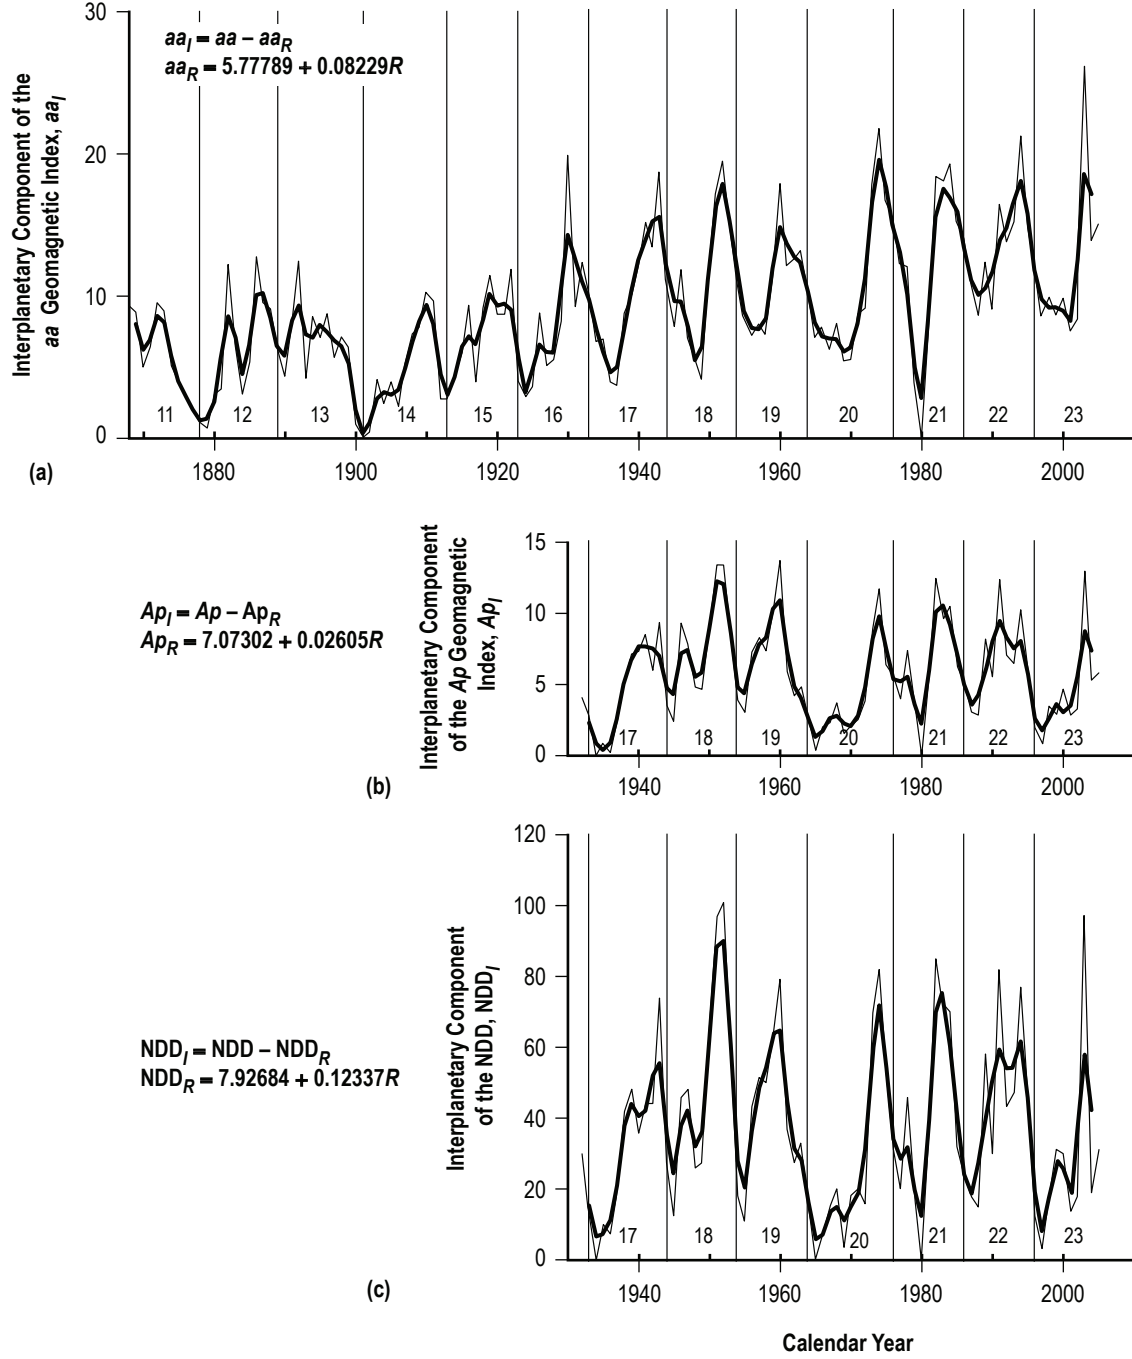 Interplanetary Component of the
aa Geomagnetic Index, aaI
aaI = aa – aaR
aaR = 5.77789 + 0.08229R
30
20
10
0
11 12 13 14 15 16 17 18 19 20 21 22 23
1880 1900 1920 1940 1960 1980 2000
(a)
Interplanetary Component
of the Ap Geomagnetic
Index, ApI
ApI = Ap – ApR
ApR = 7.07302 + 0.02605R
15
10
5
0
17 18 19 20 21 22 23
1940 1960 1980 2000
(b)
Interplanetary Component
of the NDD, NDDI
NDDI = NDD – NDDR
NDDR = 7.92684 + 0.12337R
120
100
80
60
40
20
0
17 18 19 20 21 22 23
1940 1960 1980 2000
(c)
Calendar Year